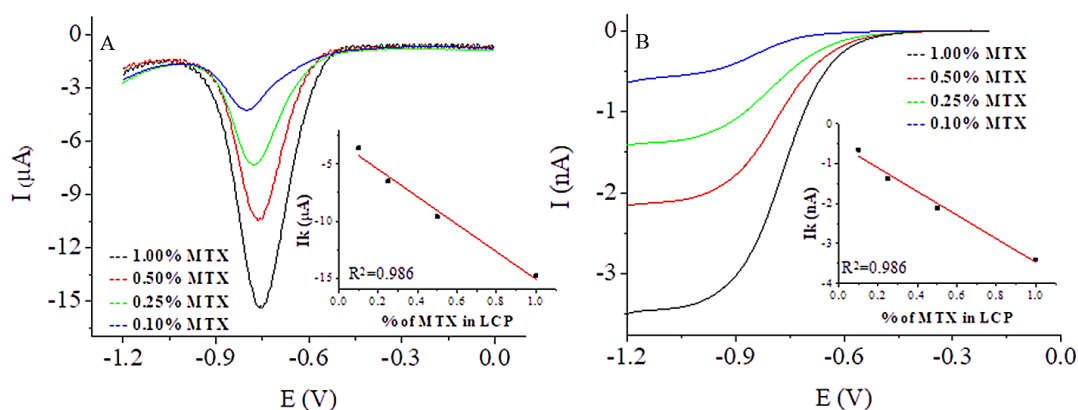 A
I (µA)
0
-3
-6
-9
-12
-15
-1.2
-0.9
-0.6
-0.3
0.0
E (V)
1.00% MTX
0.50% MTX
0.25% MTX
0.10% MTX
Ik (µA)
-5
-10
-15
R²=0.986
0.0
0.2
0.4
0.6
0.8
1.0
% of MTX in LCP
B
I (nA)
0
-1
-2
-3
-1.2
-0.9
-0.6
-0.3
0.0
E (V)
1.00% MTX
0.50% MTX
0.25% MTX
0.10% MTX
Ik (nA)
0
-1
-2
-3
-4
R²=0.986
0.0
0.2
0.4
0.6
0.8
1.0
% of MTX in LCP